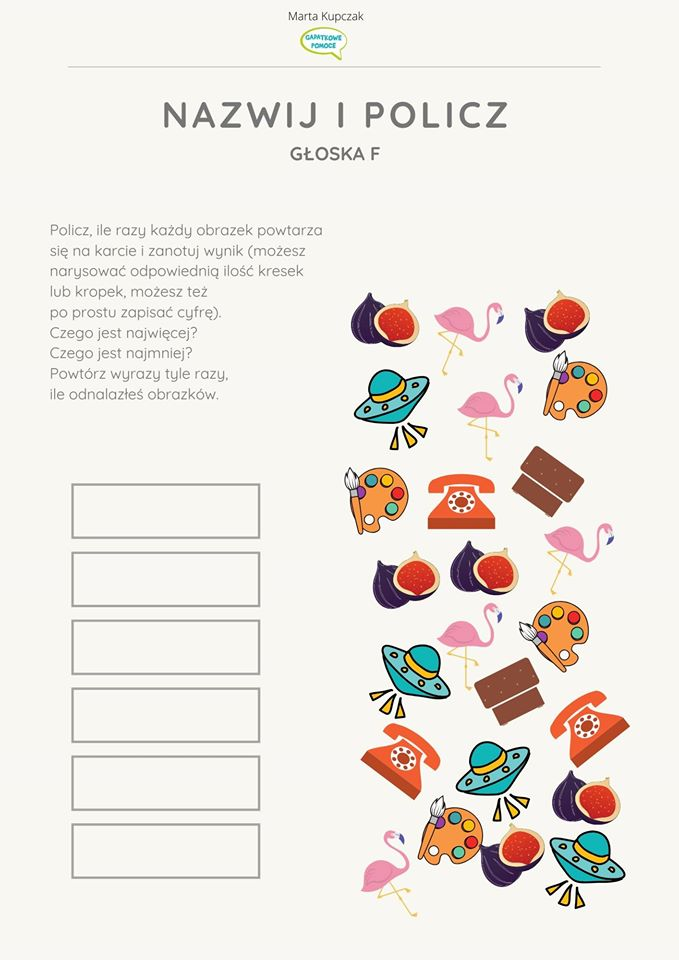 Marta Kupczak
GADATKOWE
POMOCE
NAZWIJ I POLICZ
GŁOSKA F
Policz, ile razy każdy obrazek powtarza
się na karcie i zanotuj wynik (możesz
narysować odpowiednią ilość kresek
lub kropek, możesz też
po prostu zapisać cyfrę).
Czego jest najwięcej?
Czego jest najmniej?
Powtórz wyrazy tyle razy,
ile odnalazłeś obrazków.